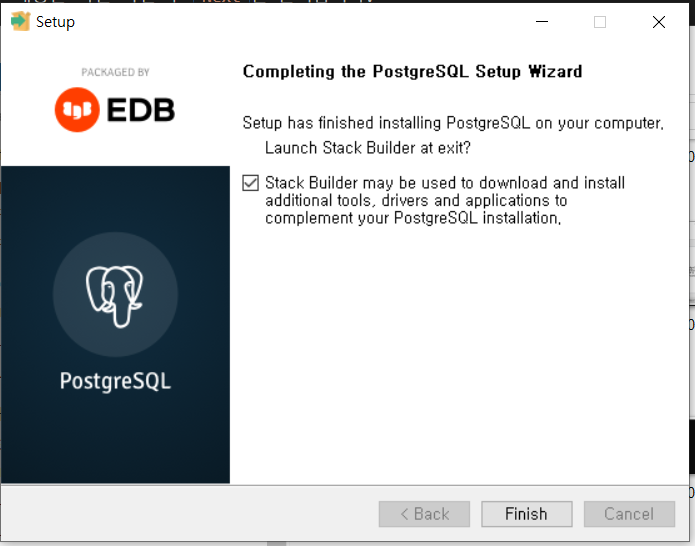 Next
Setup
PACKAGED BY
EDB
Completing the PostgreSQL Setup Wizard
Setup has finished installing PostgreSQL on your computer.
Launch Stack Builder at exit?
Stack Builder may be used to download and install
additional tools, drivers and applications to
complement your PostgreSQL installation.
PostgreSQL
< Back
Finish
Cancel